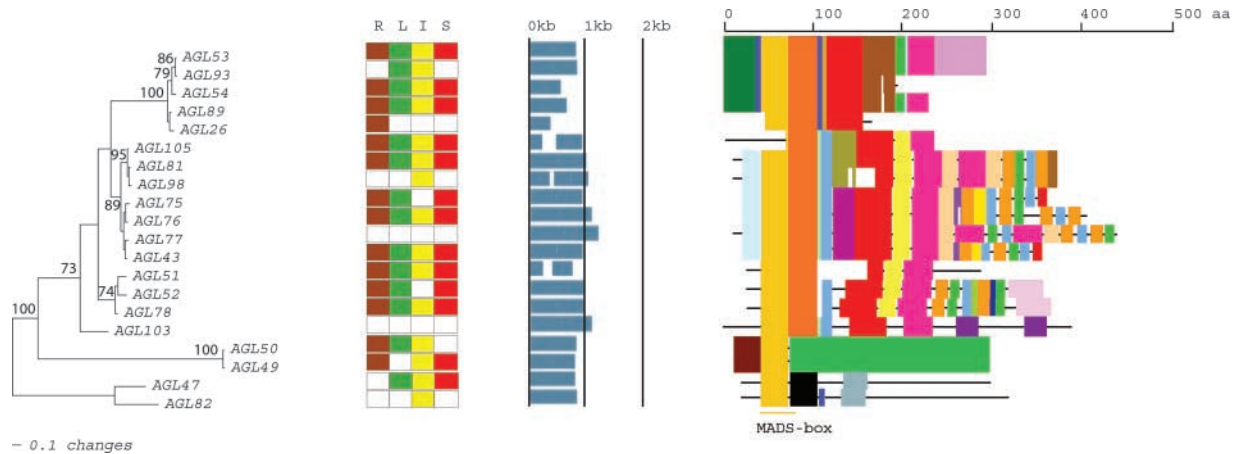 R L I S
0kb 1kb 2kb
0 100 200 300 400 500 aa
AGL53
86
AGL93
79
AGL54
100
AGL89
AGL26
AGL105
95
AGL81
AGL98
AGL75
89
AGL76
AGL77
AGL43
73
AGL51
74
AGL52
AGL78
100
AGL103
AGL50
100
AGL49
AGL47
AGL82
MADS-box
– 0.1 changes